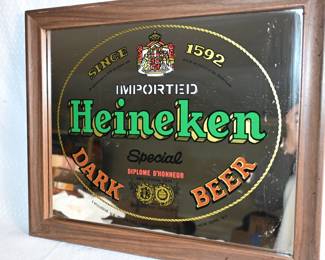 SINCE 1592
IMPORTED
Heineken
Special
DIPLOME D'HONNEUR
DARK BEER